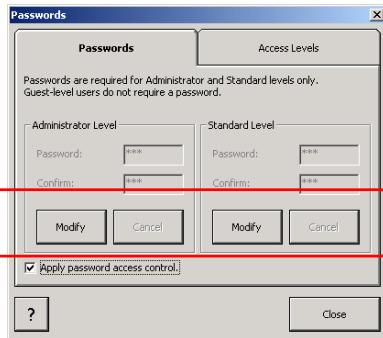 Passwords
Passwords Access Levels
Passwords are required for Administrator and Standard levels only.
Guest-level users do not require a password.
Administrator Level Standard Level
Password: *** Password: ***
Confirm: *** Confirm: ***
Modify Cancel Modify Cancel
Apply password access control.
? Close